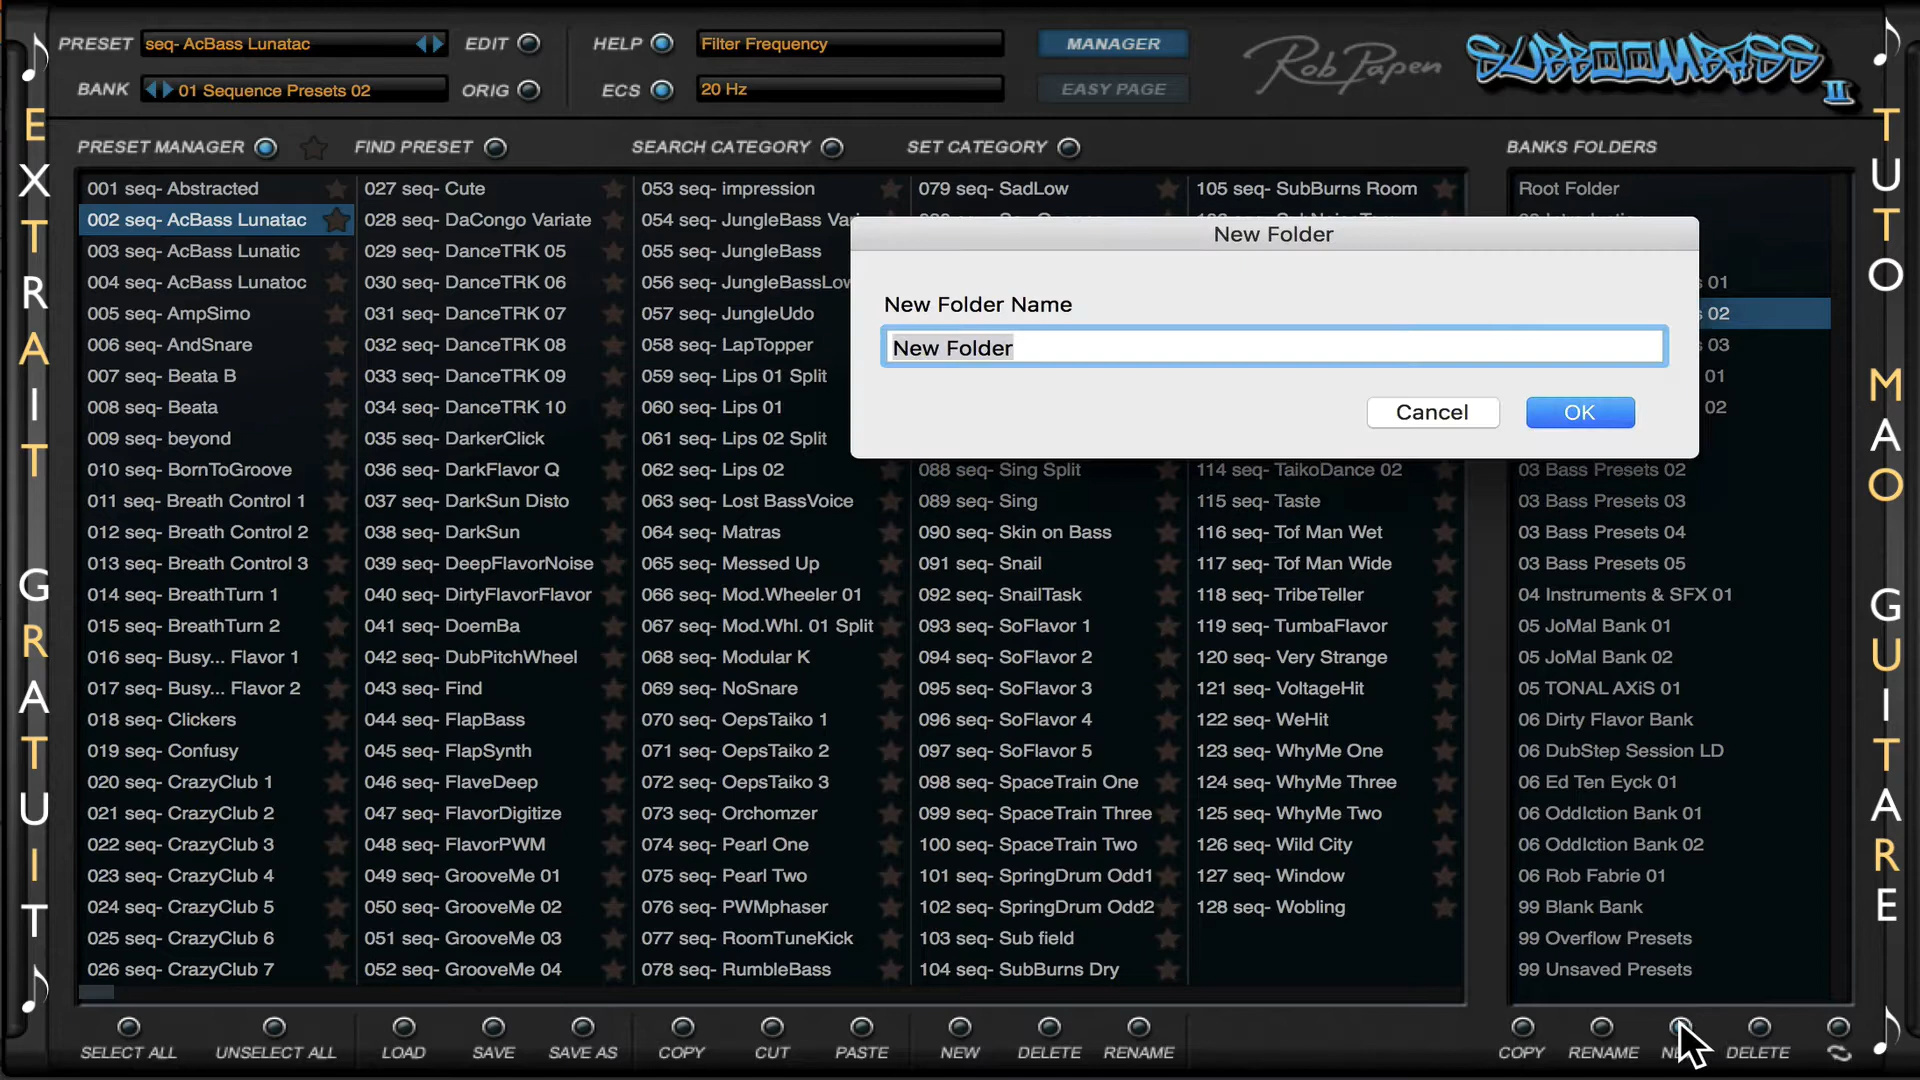 PRESET seq- AcBass Lunatac EDIT HELP Filter Frequency MANAGER Rob Papen SUBBOOMBASS II
BANK 01 Sequence Presets 02 ORIG ECS 20 Hz EASY PAGE
EXTRAIT GRATUIT
TUTO MAO GUITARE
PRESET MANAGER FIND PRESET SEARCH CATEGORY SET CATEGORY BANKS FOLDERS
001 seq- Abstracted
002 seq- AcBass Lunatac
003 seq- AcBass Lunatic
004 seq- AcBass Lunatoc
005 seq- AmpSimo
006 seq- AndSnare
007 seq- Beata B
008 seq- Beata
009 seq- beyond
010 seq- BornToGroove
011 seq- Breath Control 1
012 seq- Breath Control 2
013 seq- Breath Control 3
014 seq- BreathTurn 1
015 seq- BreathTurn 2
016 seq- Busy... Flavor 1
017 seq- Busy... Flavor 2
018 seq- Clickers
019 seq- Confusy
020 seq- CrazyClub 1
021 seq- CrazyClub 2
022 seq- CrazyClub 3
023 seq- CrazyClub 4
024 seq- CrazyClub 5
025 seq- CrazyClub 6
026 seq- CrazyClub 7
027 seq- Cute
028 seq- DaCongo Variate
029 seq- DanceTRK 05
030 seq- DanceTRK 06
031 seq- DanceTRK 07
032 seq- DanceTRK 08
033 seq- DanceTRK 09
034 seq- DanceTRK 10
035 seq- DarkerClick
036 seq- DarkFlavor Q
037 seq- DarkSun Disto
038 seq- DarkSun
039 seq- DeepFlavorNoise
040 seq- DirtyFlavorFlavor
041 seq- DoemBa
042 seq- DubPitchWheel
043 seq- Find
044 seq- FlapBass
045 seq- FlapSynth
046 seq- FlaveDeep
047 seq- FlavorDigitize
048 seq- FlavorPWM
049 seq- GrooveMe 01
050 seq- GrooveMe 02
051 seq- GrooveMe 03
052 seq- GrooveMe 04
053 seq- impression
054 seq- JungleBass Vari
055 seq- JungleBass
056 seq- JungleBassLow
057 seq- JungleUdo
058 seq- LapTopper
059 seq- Lips 01 Split
060 seq- Lips 01
061 seq- Lips 02 Split
062 seq- Lips 02
063 seq- Lost BassVoice
064 seq- Matras
065 seq- Messed Up
066 seq- Mod.Wheeler 01
067 seq- Mod.Whl. 01 Split
068 seq- Modular K
069 seq- NoSnare
070 seq- OepsTaiko 1
071 seq- OepsTaiko 2
072 seq- OepsTaiko 3
073 seq- Orchomzer
074 seq- Pearl One
075 seq- Pearl Two
076 seq- PWMphaser
077 seq- RoomTuneKick
078 seq- RumbleBass
079 seq- SadLow
088 seq- Sing Split
089 seq- Sing
090 seq- Skin on Bass
091 seq- Snail
092 seq- SnailTask
093 seq- SoFlavor 1
094 seq- SoFlavor 2
095 seq- SoFlavor 3
096 seq- SoFlavor 4
097 seq- SoFlavor 5
098 seq- SpaceTrain One
099 seq- SpaceTrain Three
100 seq- SpaceTrain Two
101 seq- SpringDrum Odd1
102 seq- SpringDrum Odd2
103 seq- Sub field
104 seq- SubBurns Dry
105 seq- SubBurns Room
114 seq- TaikoDance 02
115 seq- Taste
116 seq- Tof Man Wet
117 seq- Tof Man Wide
118 seq- TribeTeller
119 seq- TumbaFlavor
120 seq- Very Strange
121 seq- VoltageHit
122 seq- WeHit
123 seq- WhyMe One
124 seq- WhyMe Three
125 seq- WhyMe Two
126 seq- Wild City
127 seq- Window
128 seq- Wobling
New Folder
New Folder Name
New Folder
Cancel OK
Root Folder
01
02
03
01
02
03 Bass Presets 02
03 Bass Presets 03
03 Bass Presets 04
03 Bass Presets 05
04 Instruments & SFX 01
05 JoMal Bank 01
05 JoMal Bank 02
05 TONAL AXiS 01
06 Dirty Flavor Bank
06 DubStep Session LD
06 Ed Ten Eyck 01
06 OddIction Bank 01
06 OddIction Bank 02
06 Rob Fabrie 01
99 Blank Bank
99 Overflow Presets
99 Unsaved Presets
SELECT ALL UNSELECT ALL LOAD SAVE SAVE AS COPY CUT PASTE NEW DELETE RENAME COPY RENAME DELETE